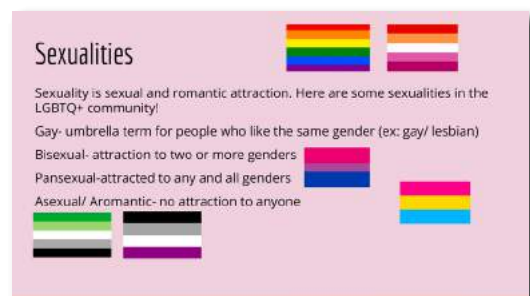 Sexualities
Sexuality is sexual and romantic attraction. Here are some sexualities in the
LGBTQ+ community!
Gay- umbrella term for people who like the same gender (ex: gay/ lesbian)
Bisexual- attraction to two or more genders
Pansexual-attracted to any and all genders
Asexual/ Aromantic- no attraction to anyone